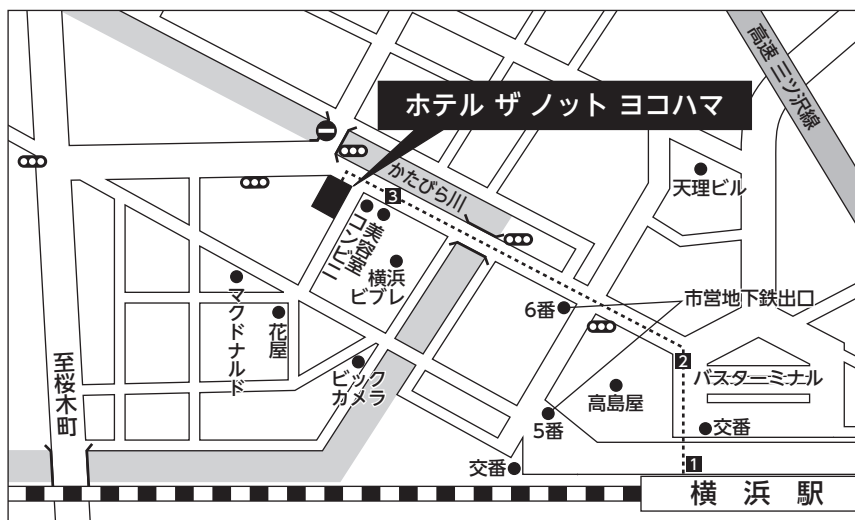 高速 三ツ沢線
ホテル ザ ノット ヨコハマ
かたびら川
天理ビル
3
コンビニ
美容室
横浜
ビブレ
マクドナルド
花屋
6番
市営地下鉄出口
至桜木町
ビック
カメラ
2
バスターミナル
高島屋
5番
交番
交番
1
横浜駅